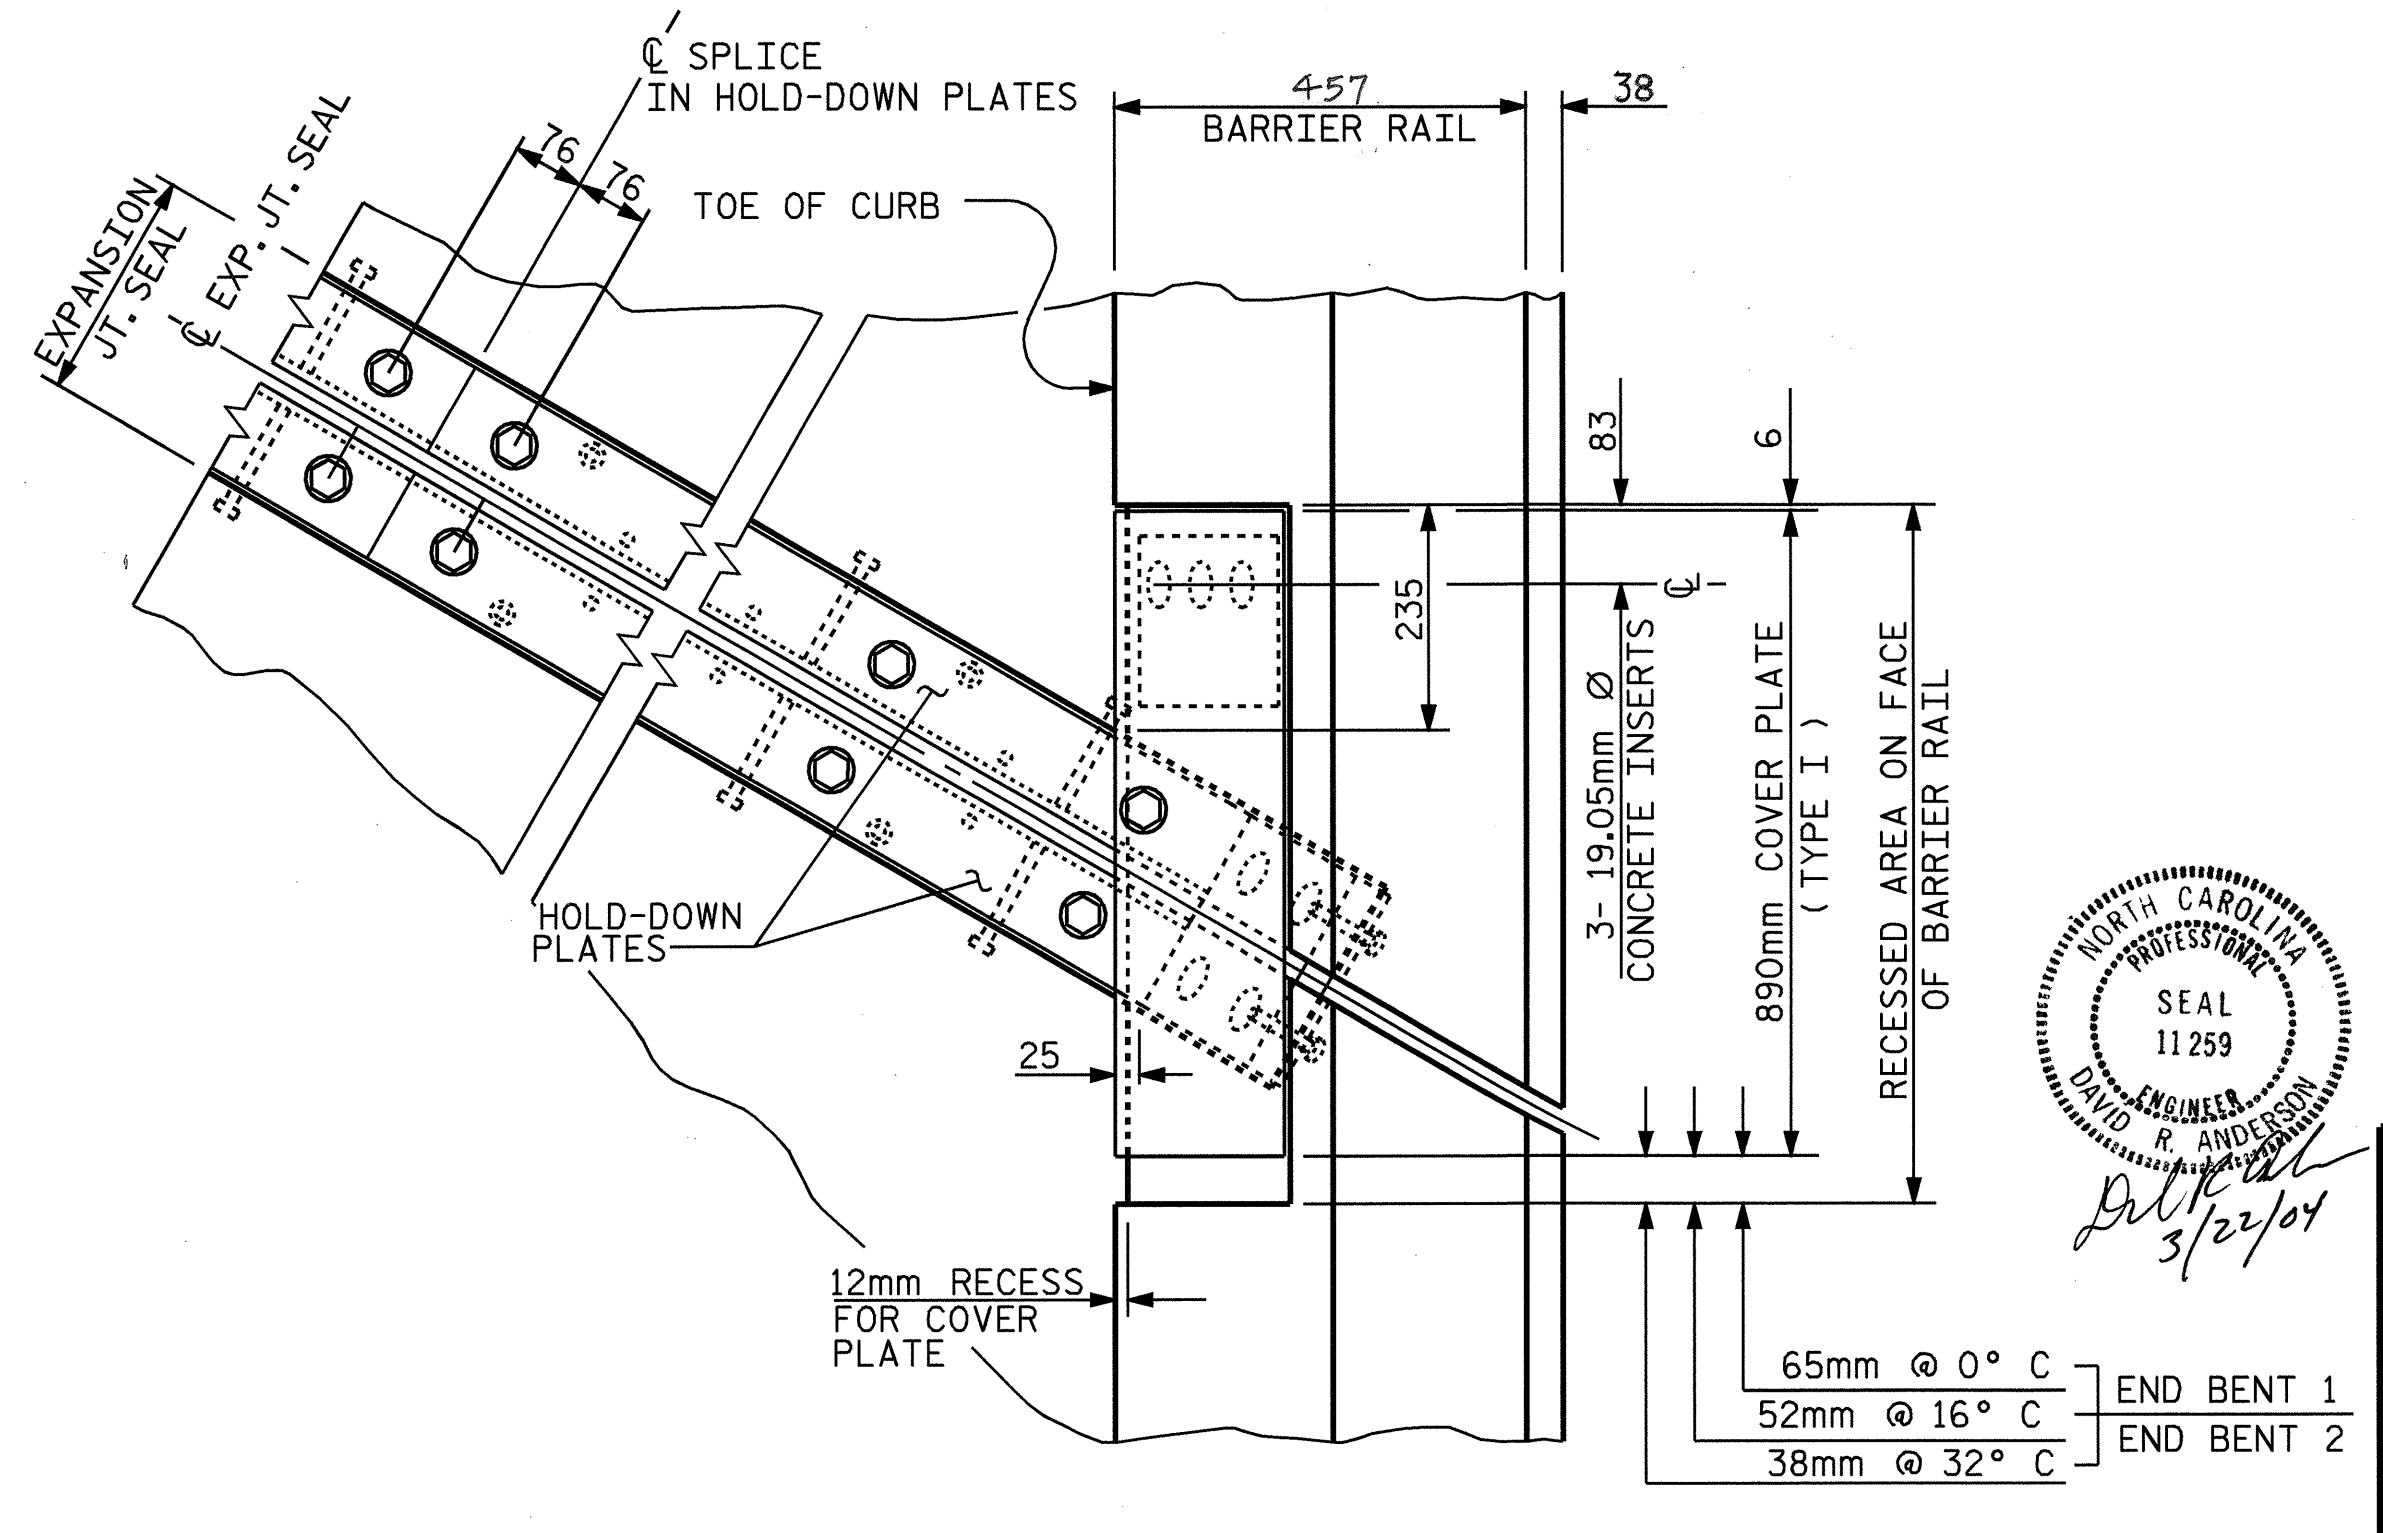 ℄ SPLICE
IN HOLD-DOWN PLATES
457
BARRIER RAIL
38
76
76
TOE OF CURB
EXPANSION
JT. SEAL
℄ EXP. JT. SEAL
83
6
235
℄
3- 19.05mm Ø
CONCRETE INSERTS
890mm COVER PLATE
(TYPE I)
RECESSED AREA ON FACE
OF BARRIER RAIL
HOLD-DOWN
PLATES
25
12mm RECESS
FOR COVER
PLATE
NORTH CAROLINA
PROFESSIONAL
SEAL
11259
ENGINEER
DAVID R. ANDERSON
3/22/04
65mm @ 0° C
52mm @ 16° C
38mm @ 32° C
END BENT 1
END BENT 2